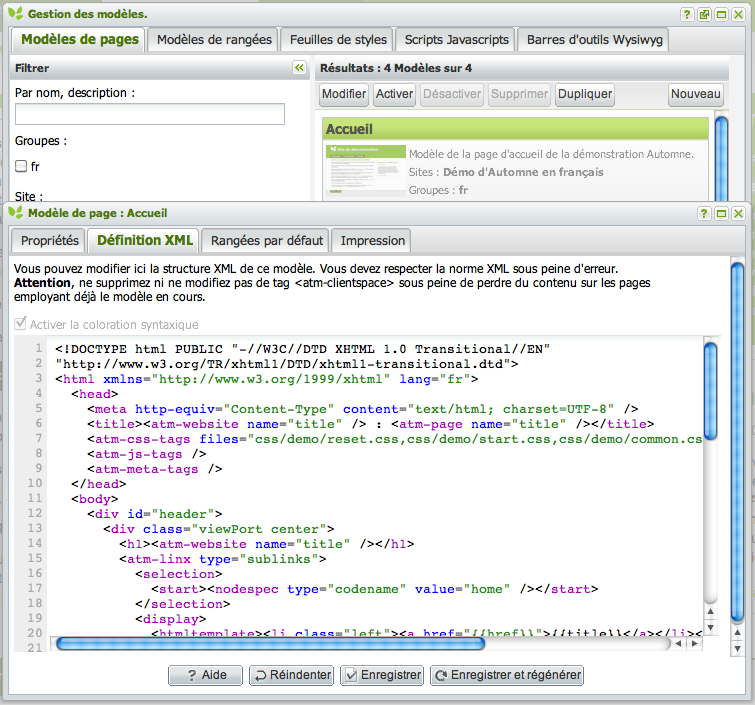 Gestion des modèles.
Modèles de pages
Modèles de rangées
Feuilles de styles
Scripts Javascripts
Barres d'outils Wysiwyg
Filtrer
Résultats : 4 Modèles sur 4
Par nom, description :
Modifier
Activer
Désactiver
Supprimer
Dupliquer
Nouveau
Groupes :
fr
Site :
Accueil
Modèle de la page d'accueil de la démonstration Automne.
Sites : Démo d'Automne en français
Groupes : fr
Modèle de page : Accueil
Propriétés
Définition XML
Rangées par défaut
Impression
Vous pouvez modifier ici la structure XML de ce modèle. Vous devez respecter la norme XML sous peine d'erreur.
Attention, ne supprimez ni ne modifiez pas de tag <atm-clientspace> sous peine de perdre du contenu sur les pages
employant déjà le modèle en cours.
Activer la coloration syntaxique
1 <!DOCTYPE html PUBLIC "-//W3C//DTD XHTML 1.0 Transitional//EN"
2 "http://www.w3.org/TR/xhtml1/DTD/xhtml1-transitional.dtd">
3 <html xmlns="http://www.w3.org/1999/xhtml" lang="fr">
4 <head>
5 <meta http-equiv="Content-Type" content="text/html; charset=UTF-8" />
6 <title><atm-website name="title" /> : <atm-page name="title" /></title>
7 <atm-css-tags files="css/demo/reset.css,css/demo/start.css,css/demo/common.cs
8 <atm-js-tags />
9 <atm-meta-tags />
10 </head>
11 <body>
12 <div id="header">
13 <div class="viewPort center">
14 <h1><atm-website name="title" /></h1>
15 <atm-linx type="sublinks">
16 <selection>
17 <start><nodespec type="codename" value="home" /></start>
18 </selection>
19 <display>
20 <htmltemplate><li class="left"><a href="{{href}}">{{title}}</a></li><
21
? Aide
Réindenter
Enregistrer
Enregistrer et régénérer